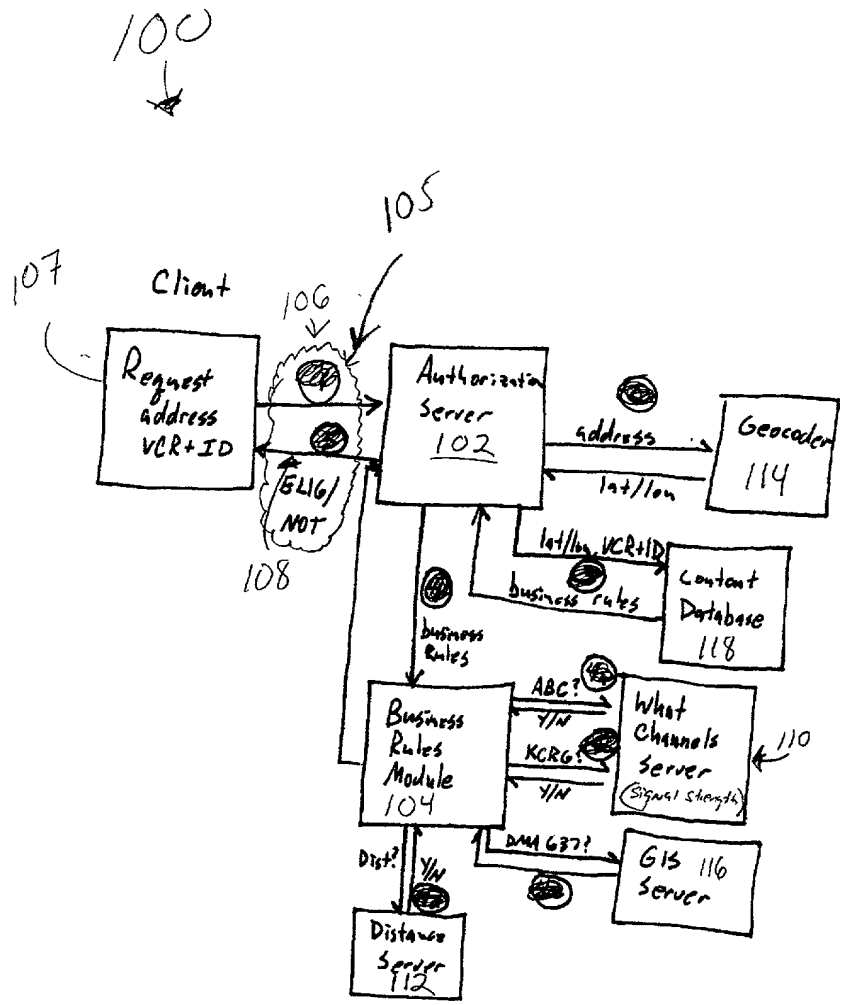 100
105
107
Client
106
Request
address
VCR+ID
Authorization
Server
102
ELIG/
NOT
108
address
lat/lon
Geocoder
114
lat/lon, VCR+ID
business rules
Content
Database
118
business
Rules
Business
Rules
Module
104
ABC?
Y/N
KCRG?
Y/N
What
Channels
Server
(Signal Strength)
110
DMA 637?
GIS 116
Server
Dist?
Y/N
Distance
Server
112